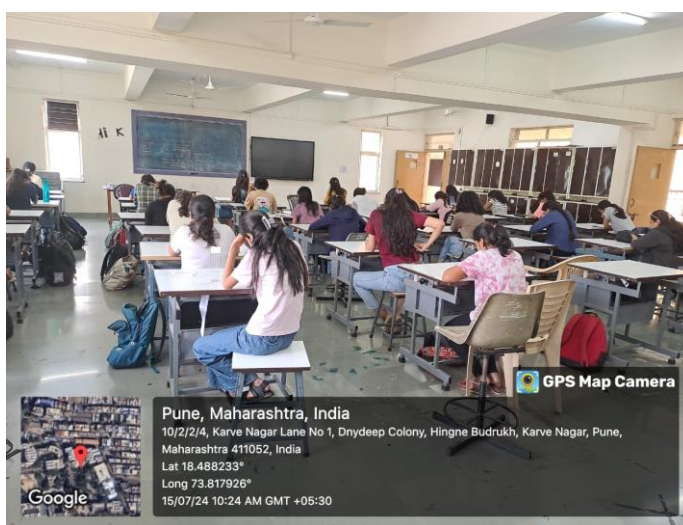 AI K
GPS Map Camera
Pune, Maharashtra, India
10/2/2/4, Karve Nagar Lane No 1, Dnydeep Colony, Hingne Budrukh, Karve Nagar, Pune,
Maharashtra 411052, India
Lat 18.488233°
Long 73.817926°
15/07/24 10:24 AM GMT +05:30
Google